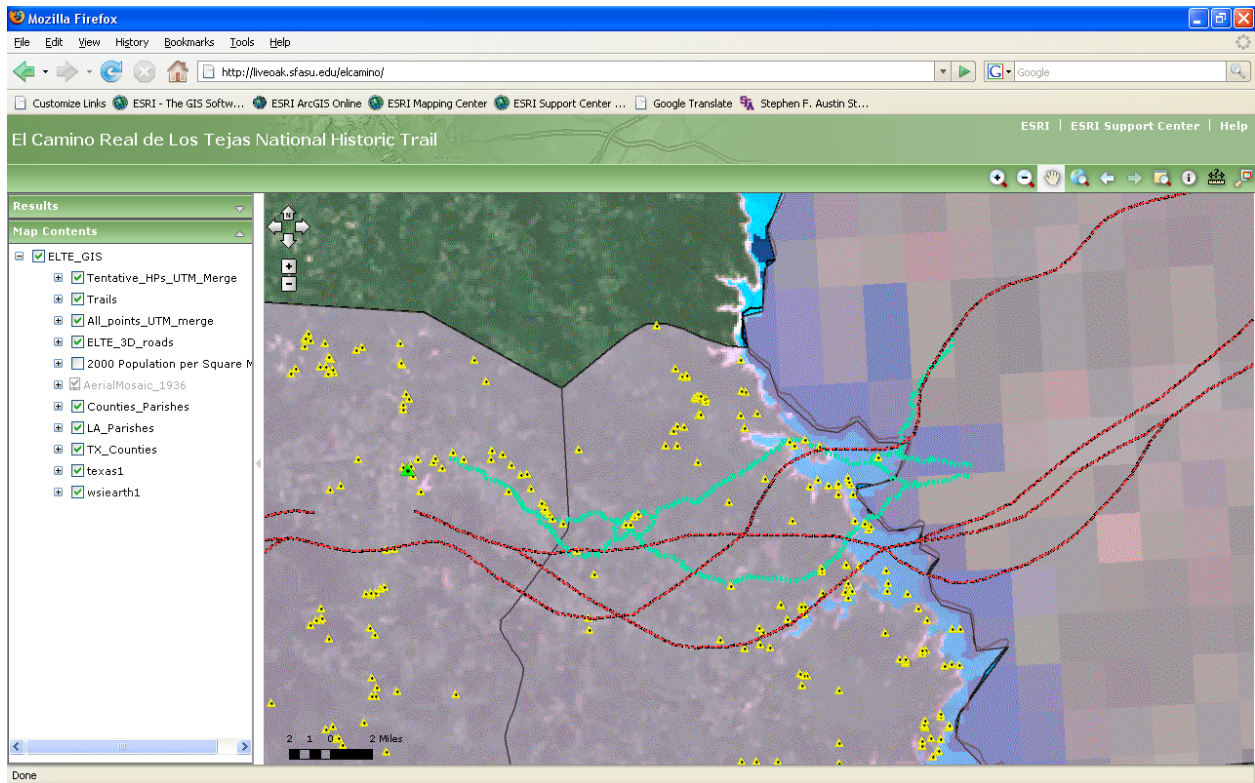 Mozilla Firefox
File Edit View History Bookmarks Tools Help
http://liveoak.sfasu.edu/elcamino/
G Google
Customize Links ESRI - The GIS Softw... ESRI ArcGIS Online ESRI Mapping Center ESRI Support Center ... Google Translate Stephen F. Austin St...
ESRI | ESRI Support Center | Help
El Camino Real de Los Tejas National Historic Trail
Results
Map Contents
N
ELTE_GIS
Tentative_HPs_UTM_Merge
Trails
All_points_UTM_merge
ELTE_3D_roads
2000 Population per Square M
AerialMosaic_1936
Counties_Parishes
LA_Parishes
TX_Counties
texas1
wsiearth1
2 1 0 2 Miles
Done